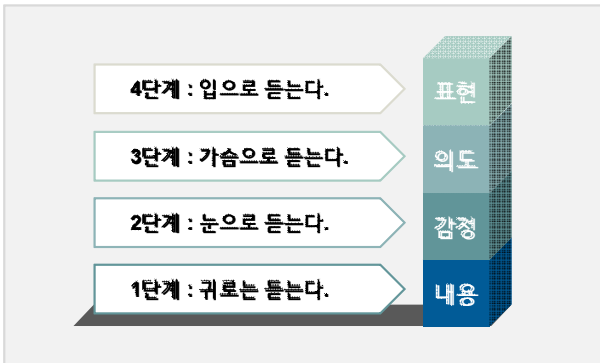 4단계 : 입으로 듣는다.
표현
3단계 : 가슴으로 듣는다.
의도
2단계 : 눈으로 듣는다.
감정
1단계 : 귀로는 듣는다.
내용